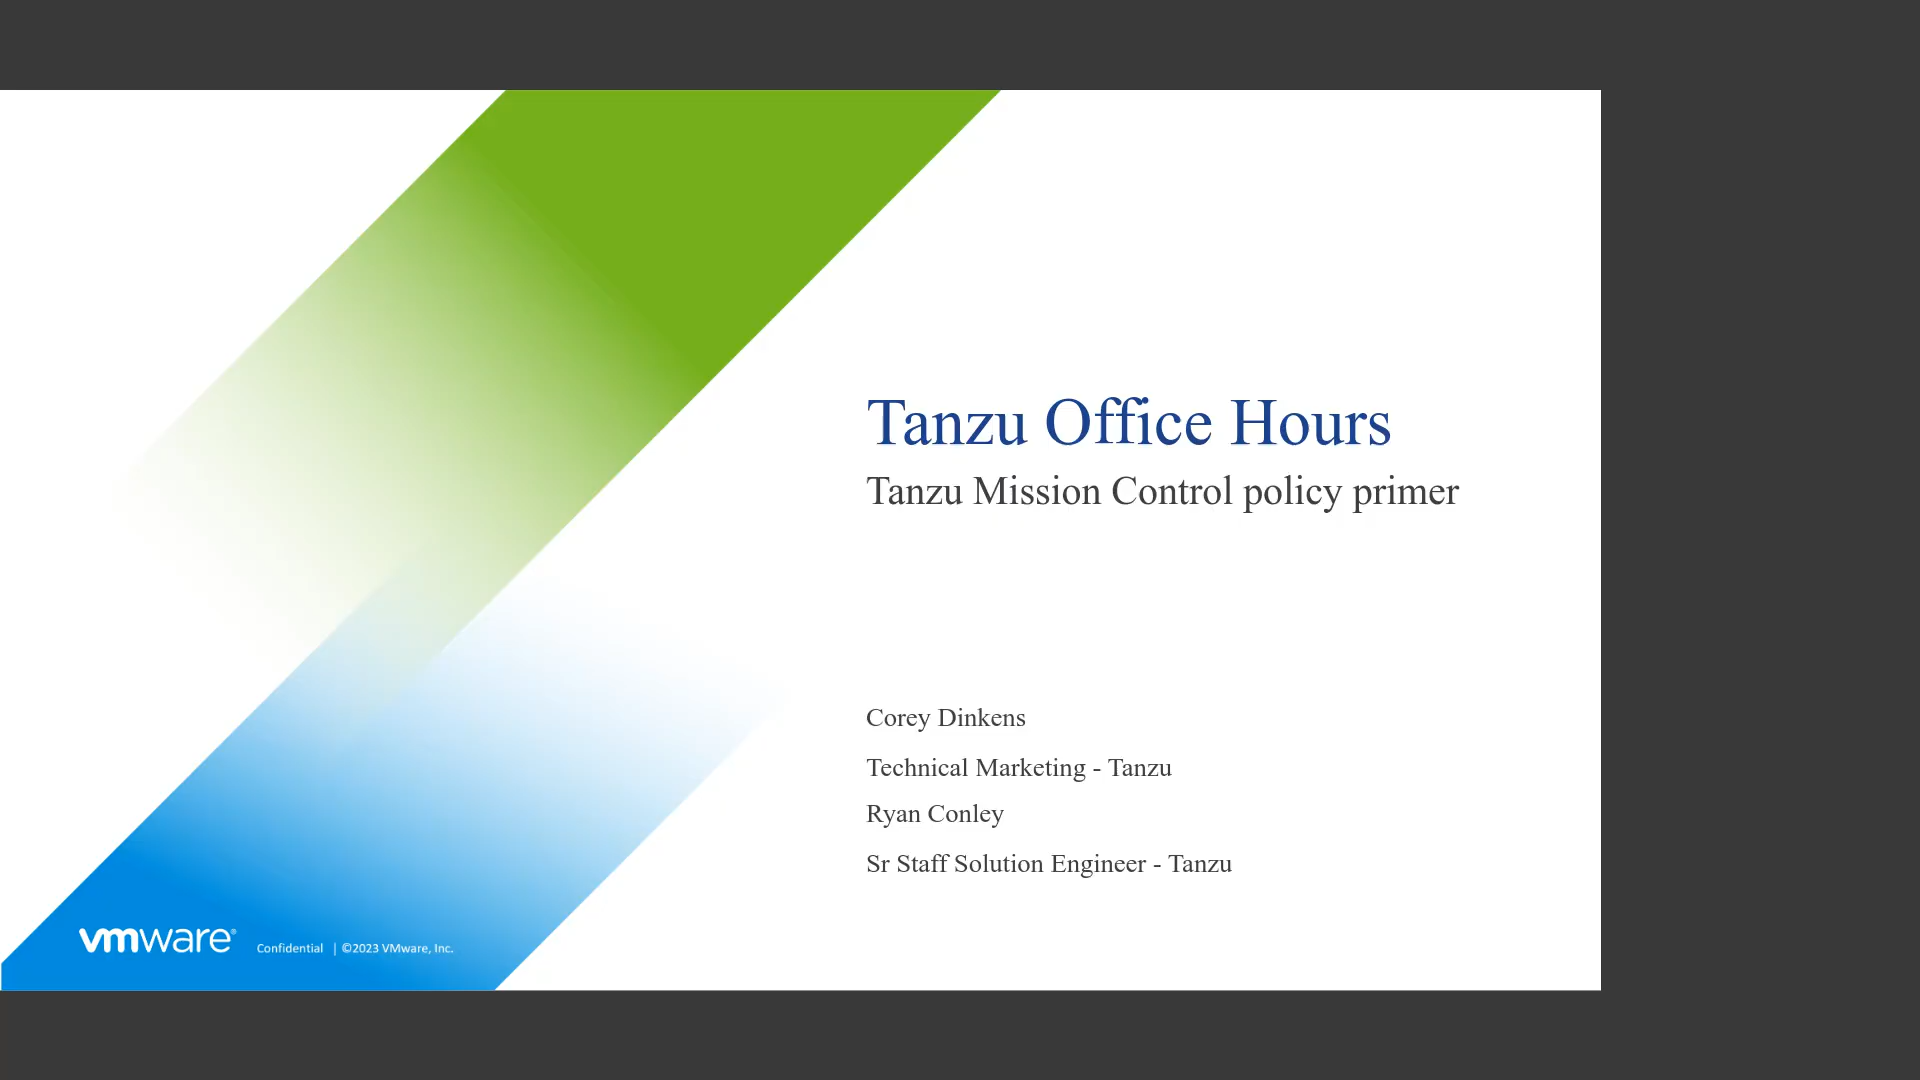 Tanzu Office Hours
Tanzu Mission Control policy primer
Corey Dinkens
Technical Marketing - Tanzu
Ryan Conley
Sr Staff Solution Engineer - Tanzu
vmware®
Confidential | ©2023 VMware, Inc.